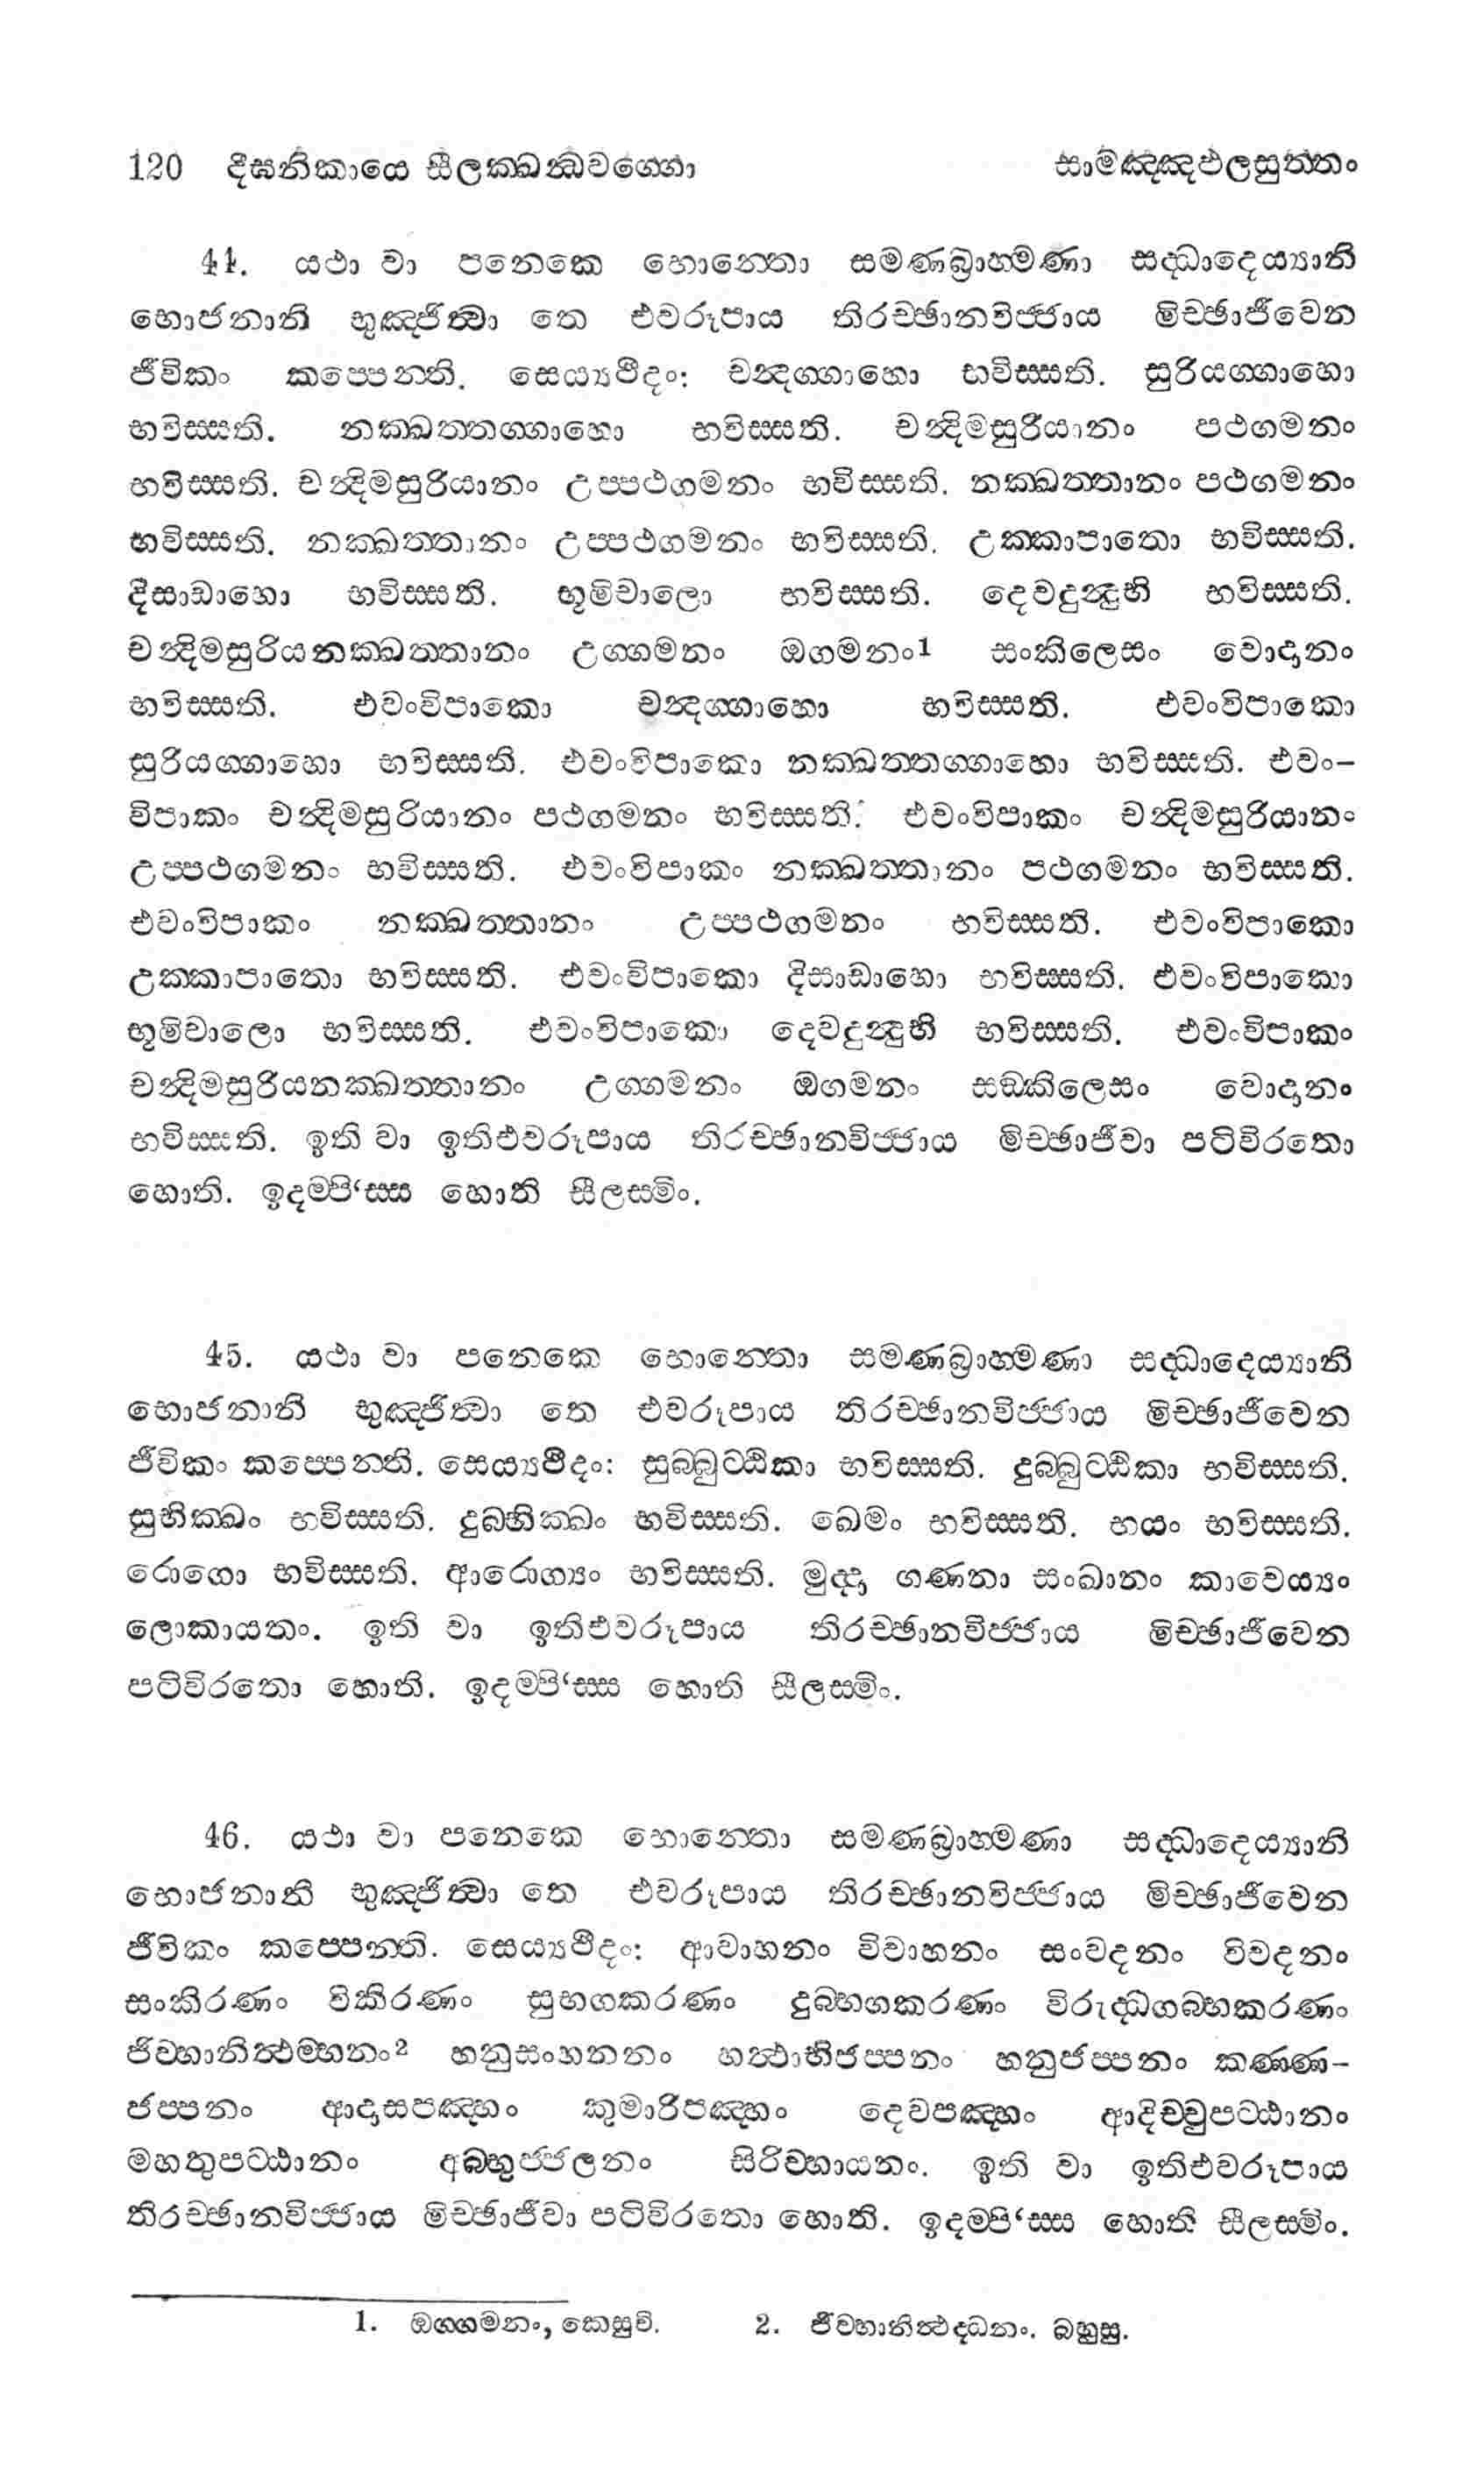 120 දීඝනිකායෙ සීලක්ඛන්ධවග්ගො සාමඤ්ඤඵලසුත්තං
44. යථා වා පනෙකෙ භොන්තො සමණබ්‍රාහ්මණා සද්ධාදෙය්‍යානි
භොජනානි භුඤ්ජිත්‍වා තෙ එවරූපාය තිරච්ඡානවිජ්ජාය මිච්ඡාජීවෙන
ජීවිකං කප්පෙන්ති. සෙය්‍යථීදං: චන්දග්ගාහො භවිස්සති. සුරියග්ගාහො
භවිස්සති. නක්ඛත්තග්ගාහො භවිස්සති. චන්දිමසුරියානං පථගමනං
භවිස්සති. චන්දිමසුරියානං උප්පථගමනං භවිස්සති. නක්ඛත්තානං පථගමනං
භවිස්සති. නක්ඛත්තානං උප්පථගමනං භවිස්සති. උක්කාපාතො භවිස්සති.
දිසාඩාහො භවිස්සති. භූමිචාලො භවිස්සති. දෙවදුන්දුභි භවිස්සති.
චන්දිමසුරියනක්ඛත්තානං උග්ගමනං ඔගමනං1 සංකිලෙසං වොදානං
භවිස්සති. එවංවිපාකො චන්දග්ගාහො භවිස්සති. එවංවිපාකො
සුරියග්ගාහො භවිස්සති. එවංවිපාකො නක්ඛත්තග්ගාහො භවිස්සති. එවං-
විපාකං චන්දිමසුරියානං පථගමනං භවිස්සති. එවංවිපාකං චන්දිමසුරියානං
උප්පථගමනං භවිස්සති. එවංවිපාකං නක්ඛත්තානං පථගමනං භවිස්සති.
එවංවිපාකං නක්ඛත්තානං උප්පථගමනං භවිස්සති. එවංවිපාකො
උක්කාපාතො භවිස්සති. එවංවිපාකො දිසාඩාහො භවිස්සති. එවංවිපාකො
භූමිචාලො භවිස්සති. එවංවිපාකො දෙවදුන්දුභි භවිස්සති. එවංවිපාකං
චන්දිමසුරියනක්ඛත්තානං උග්ගමනං ඔගමනං සඞ්කිලෙසං වොදානං
භවිස්සති. ඉති වා ඉතිඑවරූපාය තිරච්ඡානවිජ්ජාය මිච්ඡාජීවා පටිවිරතො
හොති. ඉදම්පි‘ස්ස හොති සීලස්මිං.
45. යථා වා පනෙකෙ භොන්තො සමණබ්‍රාහ්මණා සද්ධාදෙය්‍යානි
භොජනානි භුඤ්ජිත්‍වා තෙ එවරූපාය තිරච්ඡානවිජ්ජාය මිච්ඡාජීවෙන
ජීවිකං කප්පෙන්ති. සෙය්‍යථීදං: සුබ්බුට්ඨිකා භවිස්සති. දුබ්බුට්ඨිකා භවිස්සති.
සුභික්ඛං භවිස්සති. දුබ්භික්ඛං භවිස්සති. ඛෙමං භවිස්සති. භයං භවිස්සති.
රොගො භවිස්සති. ආරොග්‍යං භවිස්සති. මුද්දා ගණනා සංඛානං කාවෙය්‍යං
ලොකායතං. ඉති වා ඉතිඑවරූපාය තිරච්ඡානවිජ්ජාය මිච්ඡාජීවෙන
පටිවිරතො හොති. ඉදම්පි‘ස්ස හොති සීලස්මිං.
46. යථා වා පනෙකෙ භොන්තො සමණබ්‍රාහ්මණා සද්ධාදෙය්‍යානි
භොජනාති භුඤ්ජිත්‍වා තෙ එවරූපාය තිරච්ඡානවිජ්ජාය මිච්ඡාජීවෙන
ජීවිකං කප්පෙන්ති. සෙය්‍යථීදං: ආවාහනං විවාහනං සංවදනං විවදනං
සංකිරණං විකිරණං සුභගකරණං දුබ්භගකරණං විරුද්ධගබ්භකරණං
ජිව්හානිත්ථම්භනං2 හනුසංහනනං හත්ථාභිජප්පනං හනුජප්පනං කණ්ණ-
ජප්පනං ආදාසපඤ්හං කුමාරිපඤ්හං දෙවපඤ්හං ආදිච්චුපට්ඨානං
මහතුපට්ඨානං අබ්භුජ්ජලනං සිරිව්හායනං. ඉති වා ඉතිඑවරූපාය
තිරච්ඡානවිජ්ජාය මිච්ඡාජීවා පටිවිරතො හොති. ඉදම්පි‘ස්ස හොති සීලස්මිං.
1. ඔග්ගමනං, කෙසුචි. 2. ජිව්හානිත්ථද්ධනං. බහුසු.